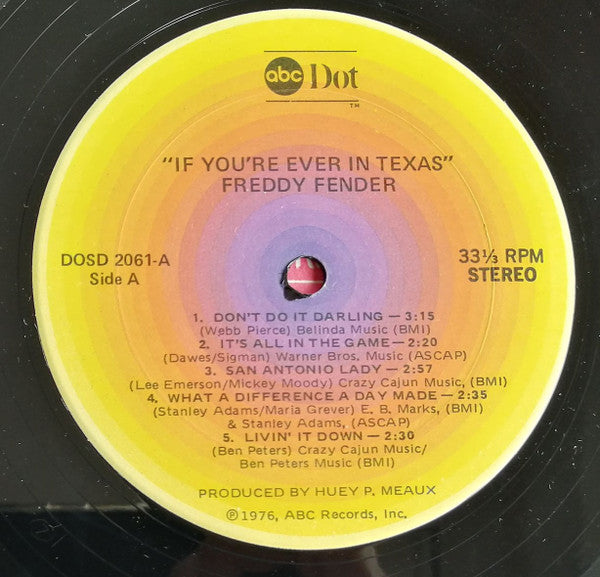 abc Dot
TM
"IF YOU'RE EVER IN TEXAS"
FREDDY FENDER
DOSD 2061-A
Side A
33⅓ RPM
STEREO
1. DON'T DO IT DARLING — 3:15
(Webb Pierce) Belinda Music (BMI)
2. IT'S ALL IN THE GAME — 2:20
(Dawes/Sigman) Warner Bros. Music (ASCAP)
3. SAN ANTONIO LADY — 2:57
(Lee Emerson/Mickey Moody) Crazy Cajun Music, (BMI)
4. WHAT A DIFFERENCE A DAY MADE — 2:35
(Stanley Adams/Maria Grever) E. B. Marks, (BMI)
& Stanley Adams, (ASCAP)
5. LIVIN' IT DOWN — 2:30
(Ben Peters) Crazy Cajun Music/
Ben Peters Music (BMI)
PRODUCED BY HUEY P. MEAUX
℗1976, ABC Records, Inc.